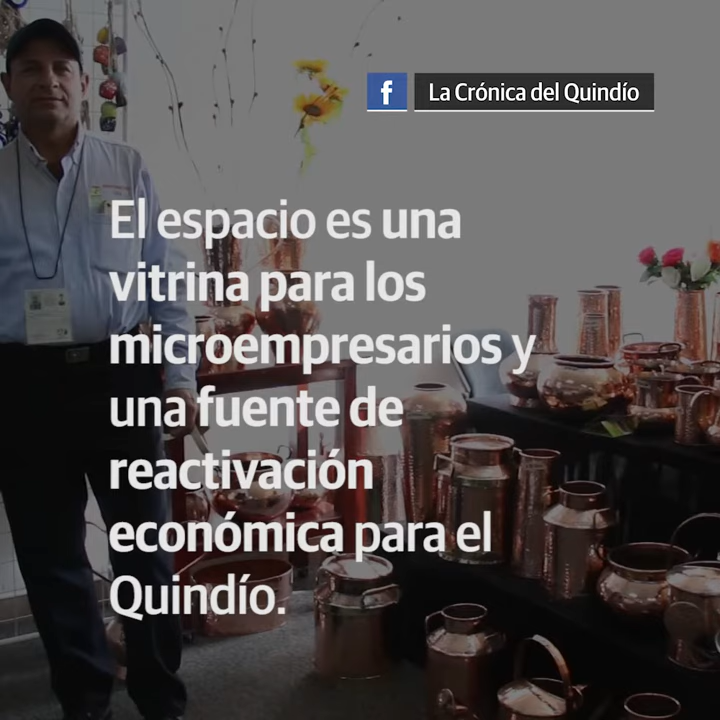 f La Crónica del Quindío
El espacio es una
vitrina para los
microempresarios y
una fuente de
reactivación
económica para el
Quindío.